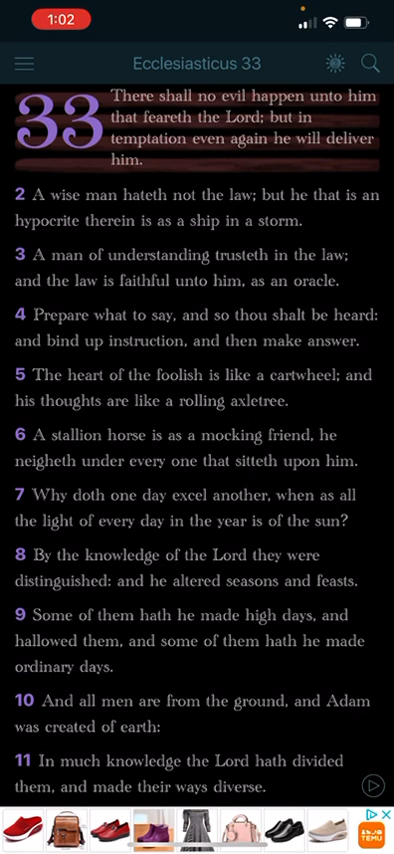 1:02
Ecclesiasticus 33
33 There shall no evil happen unto him
that feareth the Lord; but in
temptation even again he will deliver
him.
2 A wise man hateth not the law; but he that is an
hypocrite therein is as a ship in a storm.
3 A man of understanding trusteth in the law;
and the law is faithful unto him, as an oracle.
4 Prepare what to say, and so thou shalt be heard:
and bind up instruction, and then make answer.
5 The heart of the foolish is like a cartwheel; and
his thoughts are like a rolling axletree.
6 A stallion horse is as a mocking friend, he
neigheth under every one that sitteth upon him.
7 Why doth one day excel another, when as all
the light of every day in the year is of the sun?
8 By the knowledge of the Lord they were
distinguished: and he altered seasons and feasts.
9 Some of them hath he made high days, and
hallowed them, and some of them hath he made
ordinary days.
10 And all men are from the ground, and Adam
was created of earth:
11 In much knowledge the Lord hath divided
them, and made their ways diverse.
TEMU